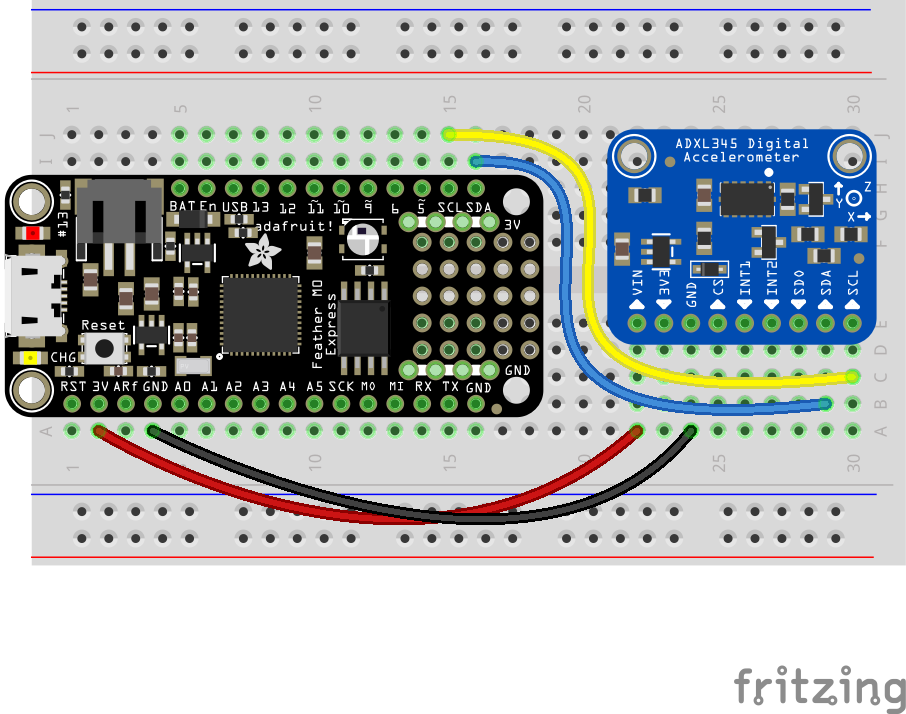 1 5 10 15 20 25 30
J J
I I
H
G
F
ADXL345 Digital
Accelerometer
Z
Y
X
VIN 3V3 GND CS INT1 INT2 SDO SDA SCL
BAT En USB 13 12 11 10 9 6 5 SCL SDA
#13
adafruit!
3V
Feather M0
Express
Reset
CHG
GND
RST 3V ARf GND A0 A1 A2 A3 A4 A5 SCK MO MI RX TX GND
E
D
C C
B B
A A
1 10 15 25 30
fritzing